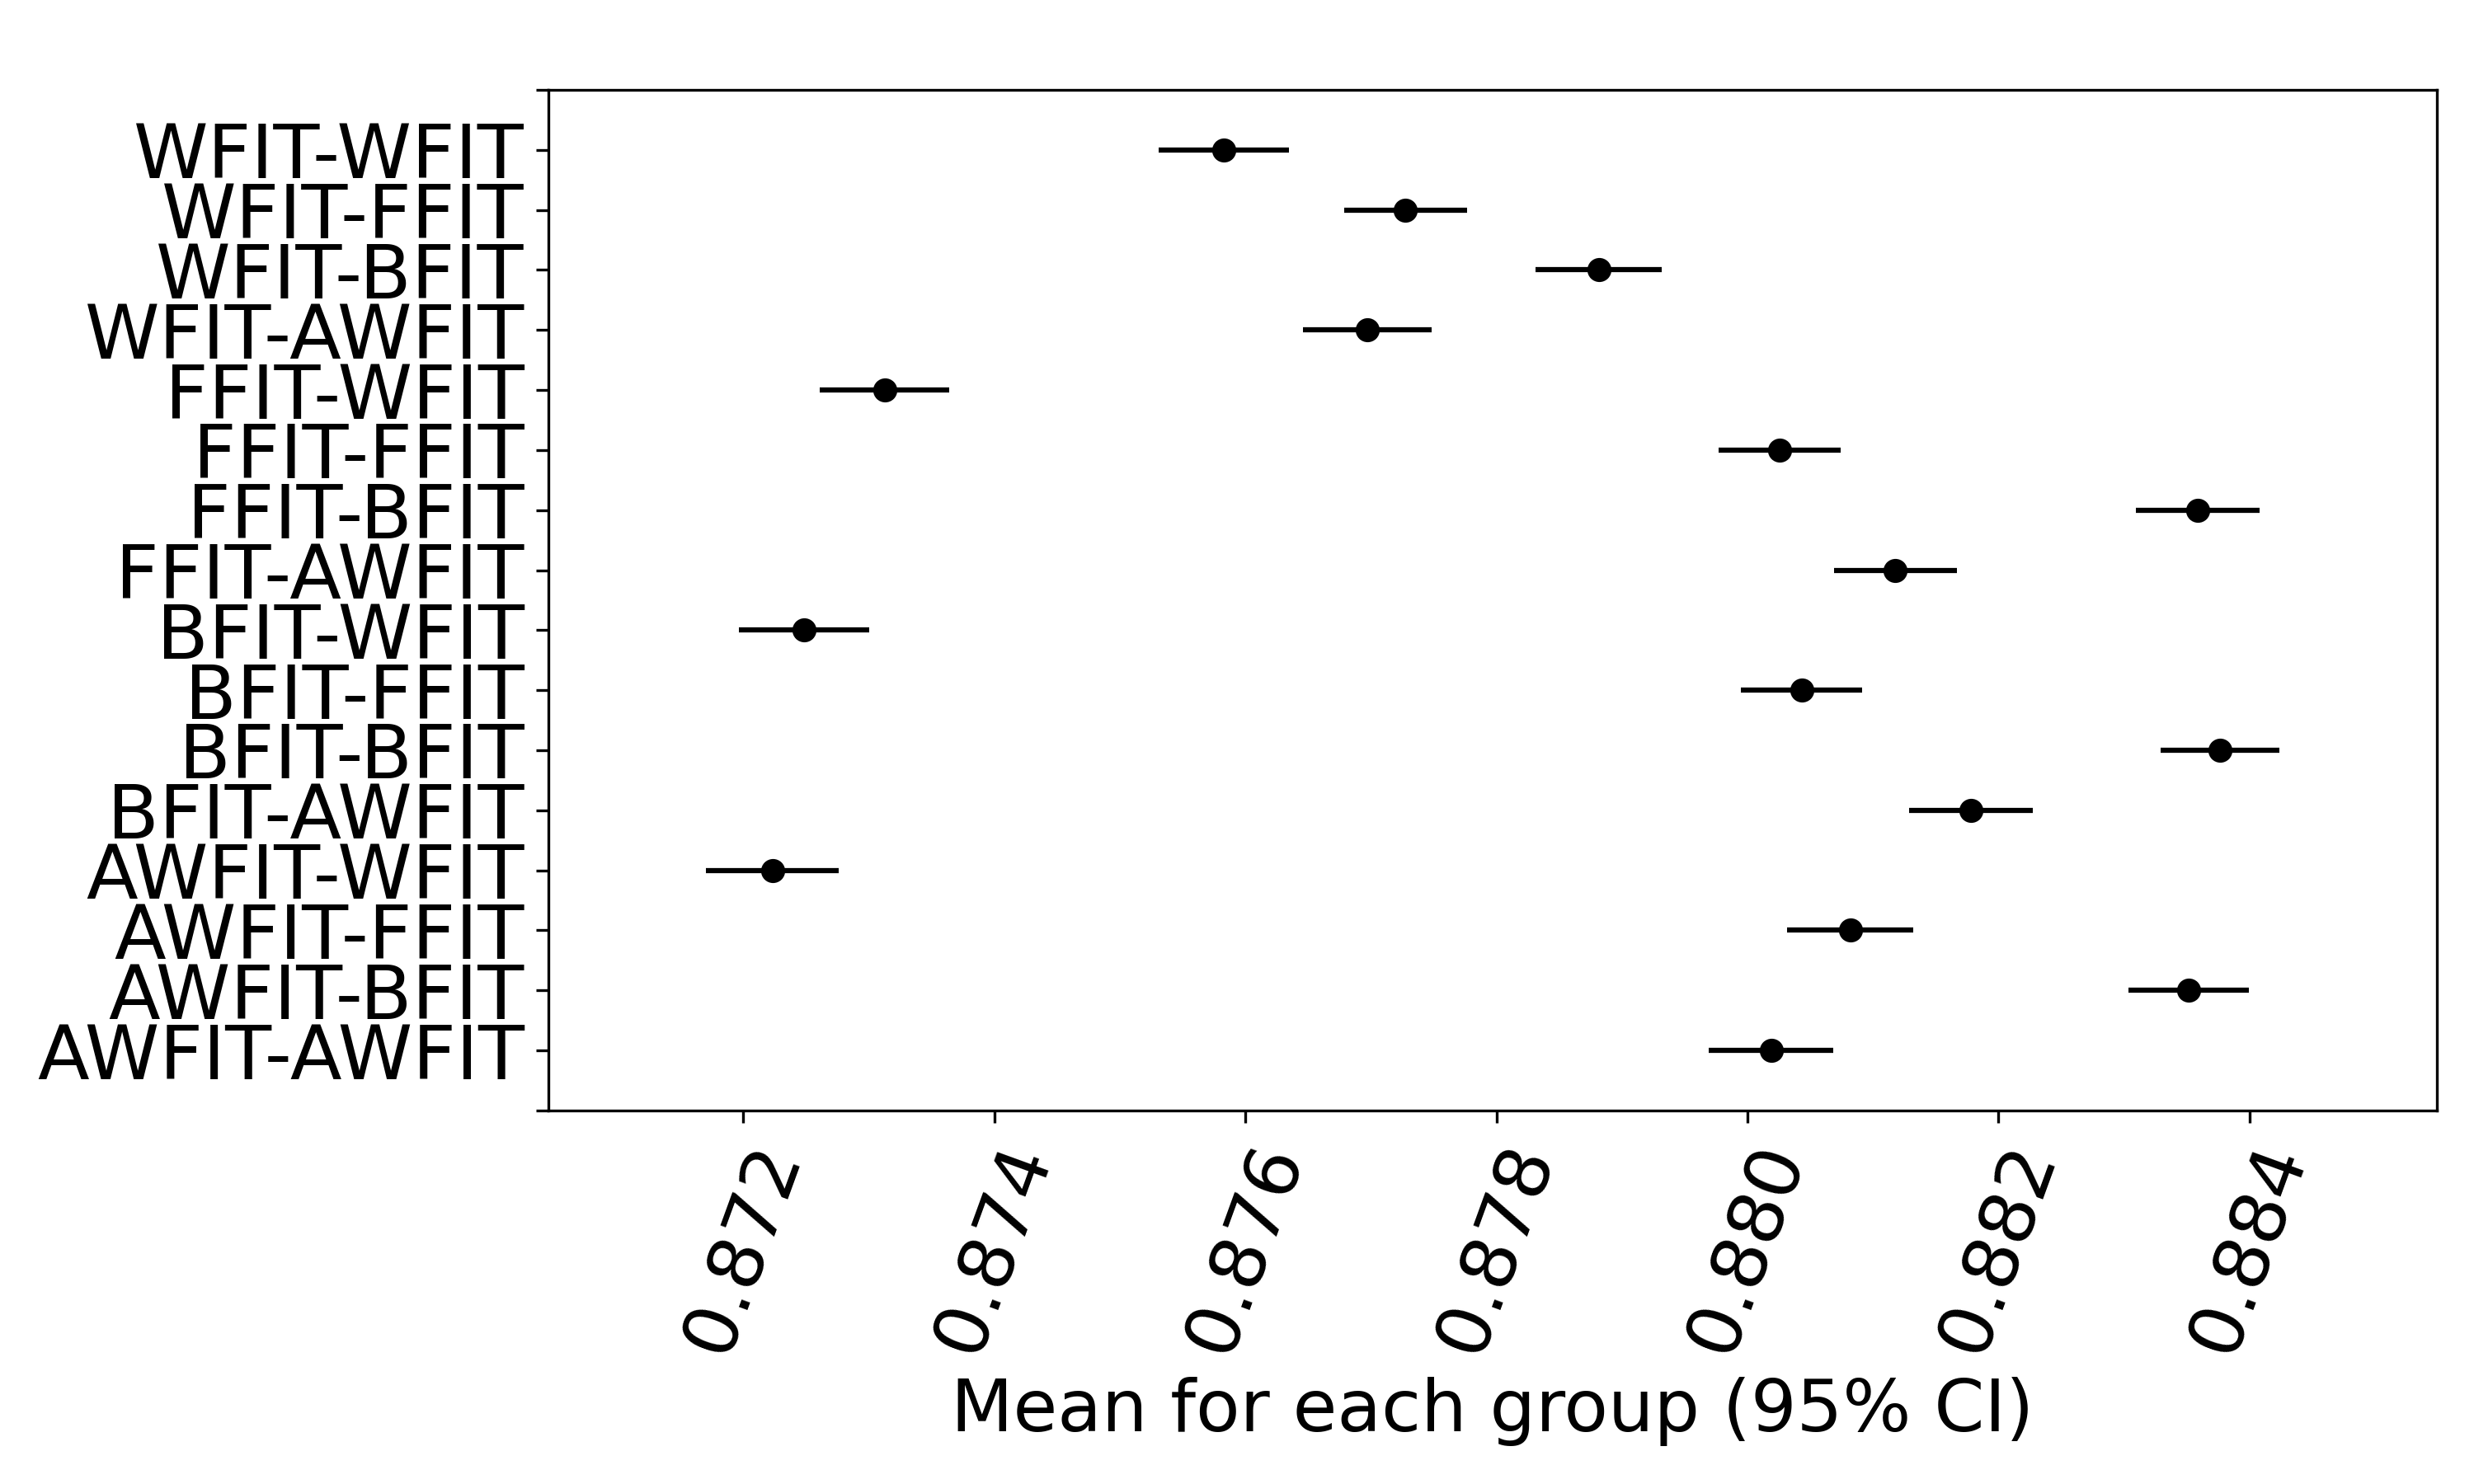 WFIT-WFIT
WFIT-FFIT
WFIT-BFIT
WFIT-AWFIT
FFIT-WFIT
FFIT-FFIT
FFIT-BFIT
FFIT-AWFIT
BFIT-WFIT
BFIT-FFIT
BFIT-BFIT
BFIT-AWFIT
AWFIT-WFIT
AWFIT-FFIT
AWFIT-BFIT
AWFIT-AWFIT
0.872
0.874
0.876
0.878
0.880
0.882
0.884
Mean for each group (95% CI)